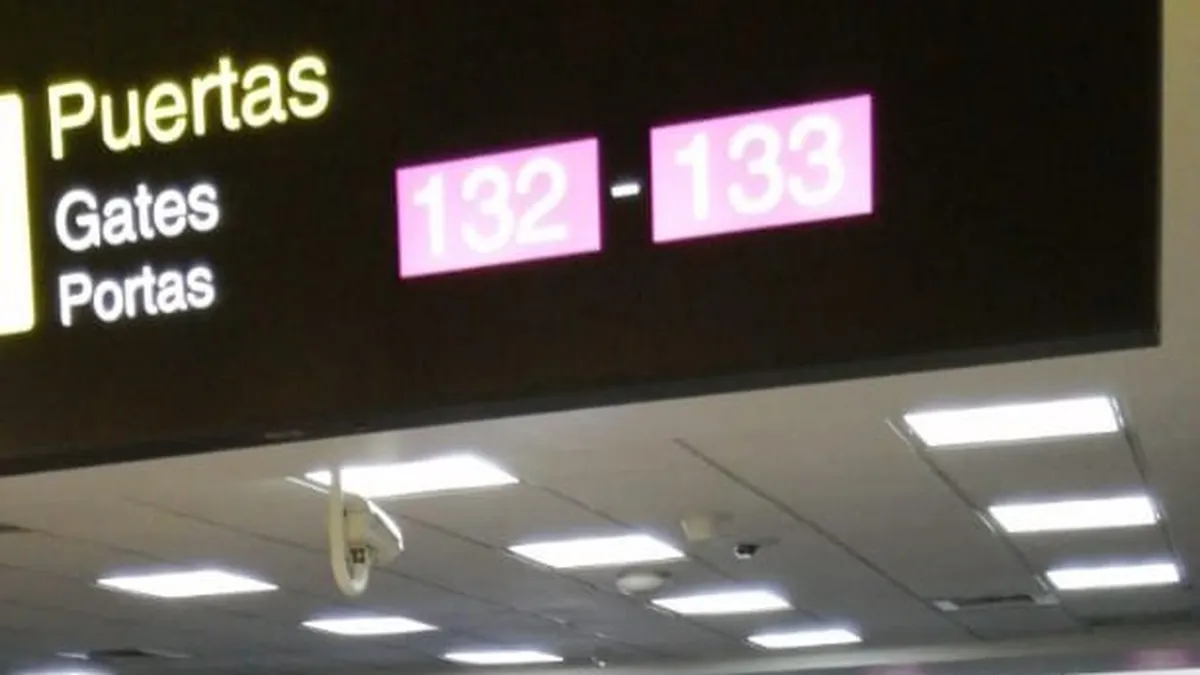 Puertas
Gates
Portas
132 - 133